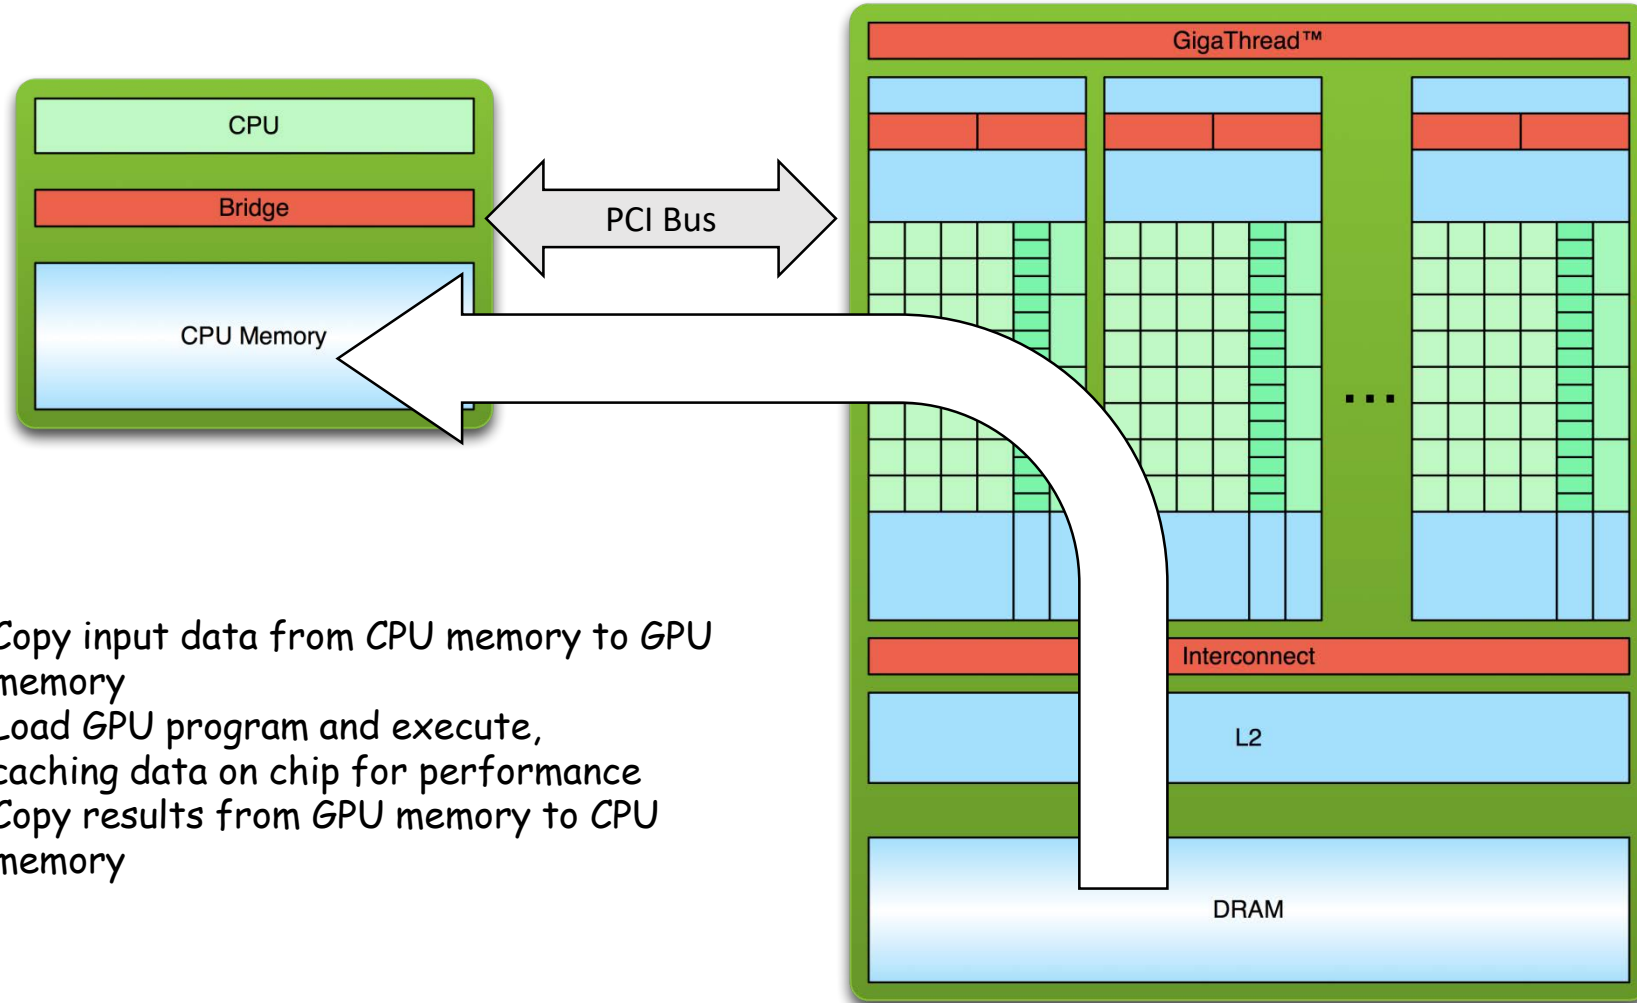 GigaThread™
CPU
Bridge
PCI Bus
CPU Memory
...
Copy input data from CPU memory to GPU
memory
Load GPU program and execute,
caching data on chip for performance
Copy results from GPU memory to CPU
memory
Interconnect
L2
DRAM